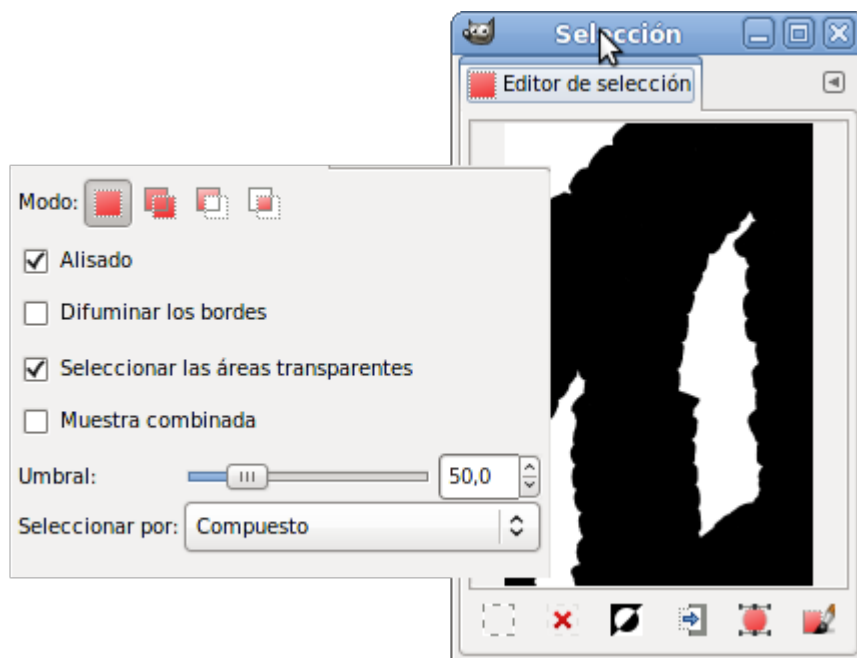 Selección
Editor de selección
Modo:
Alisado
Difuminar los bordes
Seleccionar las áreas transparentes
Muestra combinada
Umbral: 50,0
Seleccionar por: Compuesto